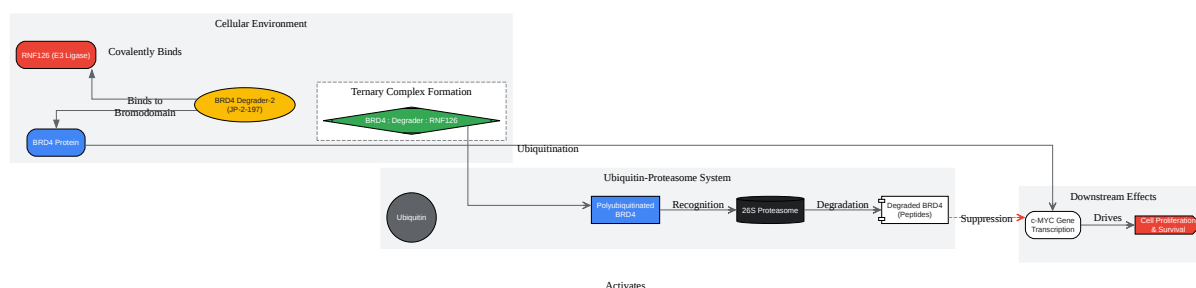 Cellular Environment
RNF126 (E3 Ligase)
Covalently Binds
Binds to
Bromodomain
BRD4 Degrader-2
(JP-2-197)
BRD4 Protein
Ternary Complex Formation
BRD4 : Degrader : RNF126
Ubiquitination
Ubiquitin-Proteasome System
Ubiquitin
Polyubiquitinated
BRD4
Recognition
26S Proteasome
Degradation
Degraded BRD4
(Peptides)
Suppression
Downstream Effects
c-MYC Gene
Transcription
Drives
Cell Proliferation
& Survival
Activates